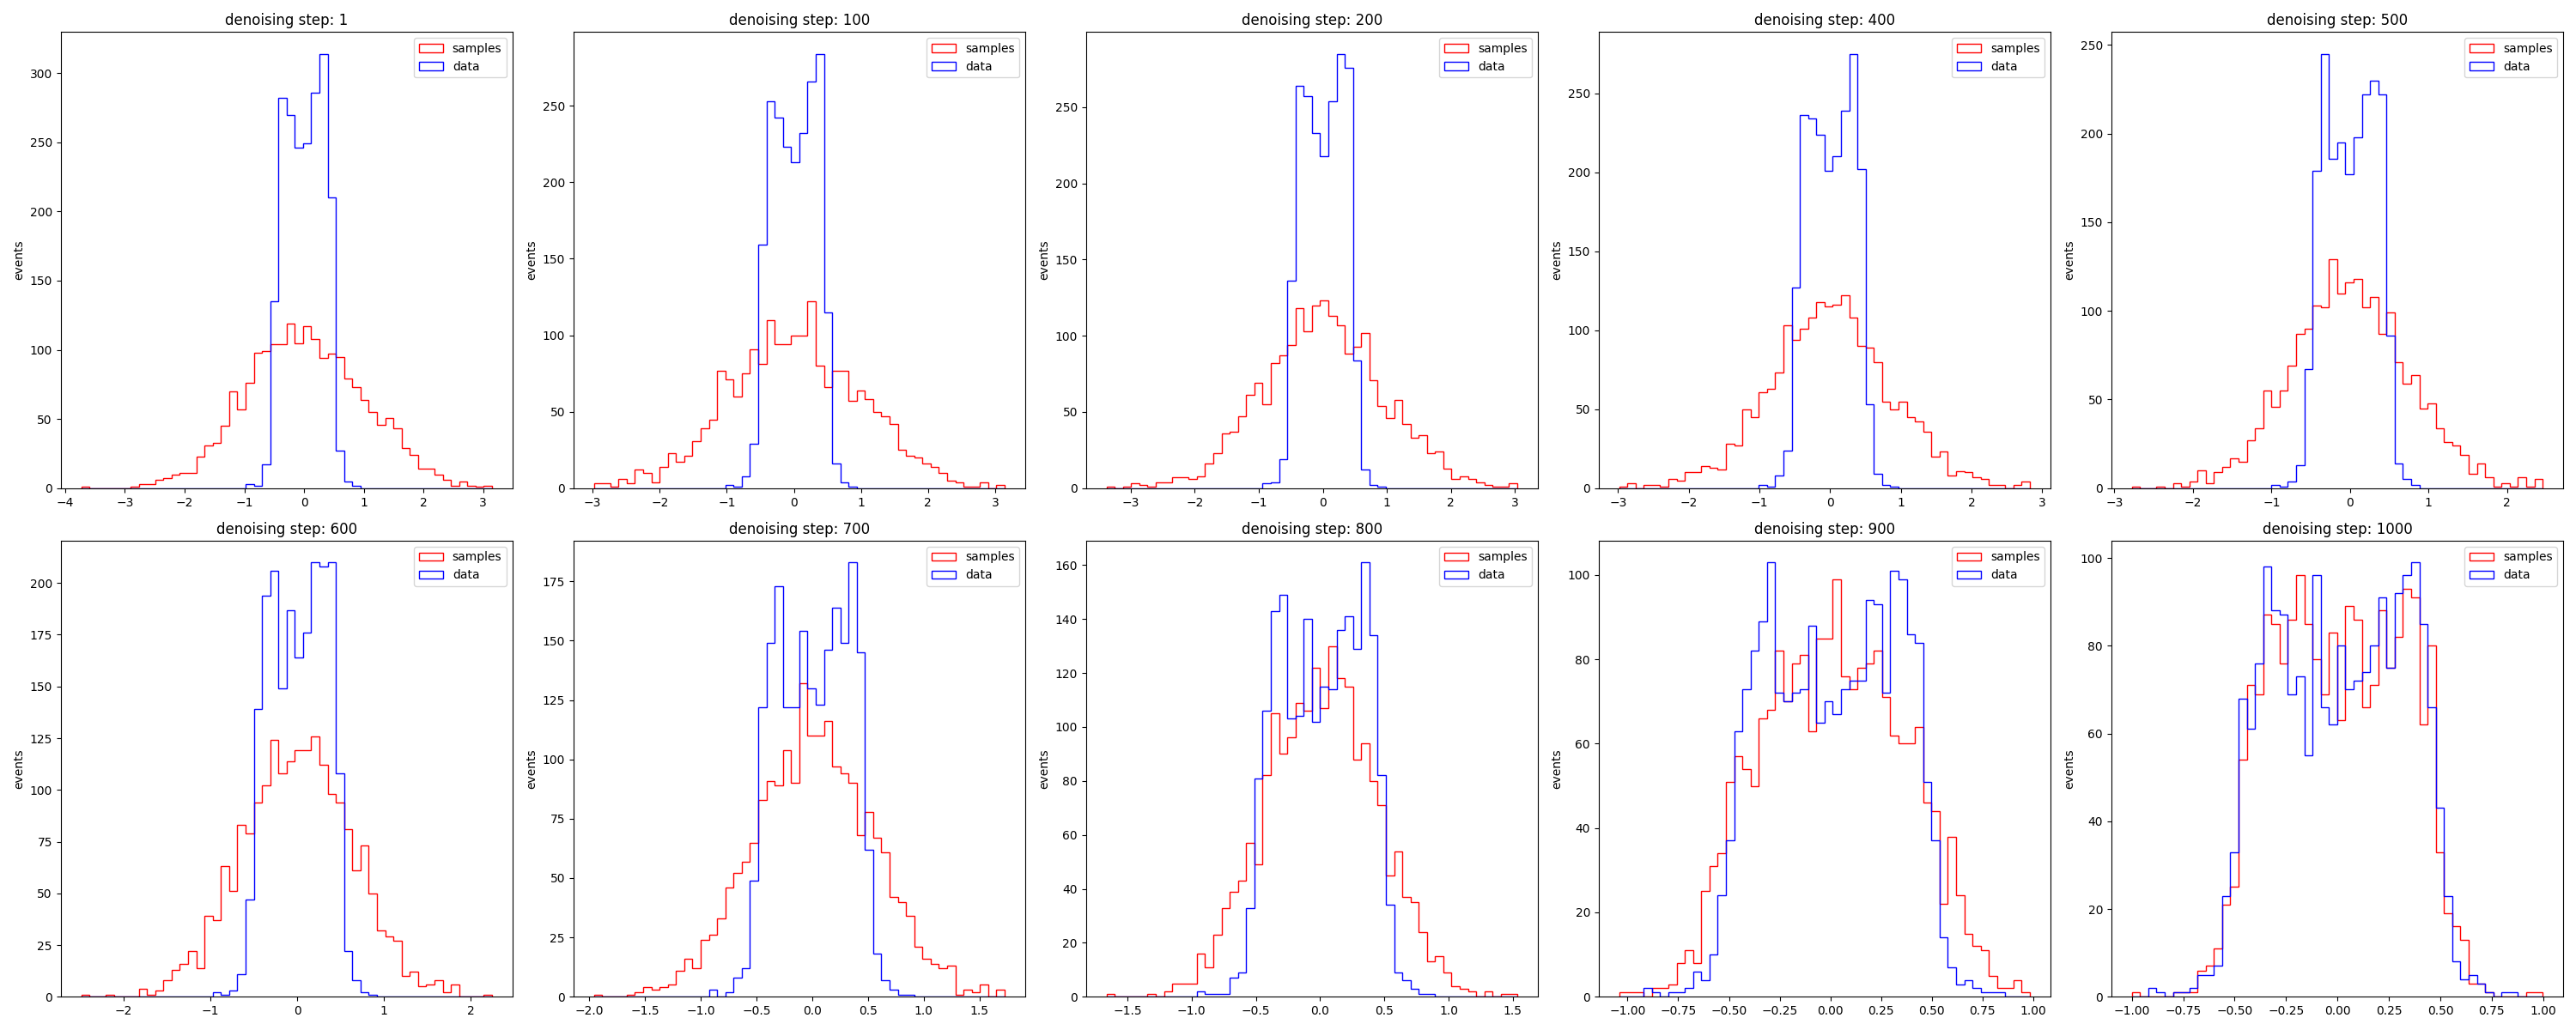 denoising step: 1
samples
data
events
300
250
200
150
100
50
0
−4 −3 −2 −1 0 1 2 3
denoising step: 100
samples
data
events
250
200
150
100
50
0
−3 −2 −1 0 1 2 3
denoising step: 200
samples
data
events
250
200
150
100
50
0
−3 −2 −1 0 1 2 3
denoising step: 400
samples
data
events
250
200
150
100
50
0
−3 −2 −1 0 1 2 3
denoising step: 500
samples
data
events
250
200
150
100
50
0
−3 −2 −1 0 1 2
denoising step: 600
samples
data
events
200
175
150
125
100
75
50
25
0
−2 −1 0 1 2
denoising step: 700
samples
data
events
175
150
125
100
75
50
25
0
−2.0 −1.5 −1.0 −0.5 0.0 0.5 1.0 1.5
denoising step: 800
samples
data
events
160
140
120
100
80
60
40
20
0
−1.5 −1.0 −0.5 0.0 0.5 1.0 1.5
denoising step: 900
samples
data
events
100
80
60
40
20
0
−1.00 −0.75 −0.50 −0.25 0.00 0.25 0.50 0.75 1.00
denoising step: 1000
samples
data
events
100
80
60
40
20
0
−1.00 −0.75 −0.50 −0.25 0.00 0.25 0.50 0.75 1.00